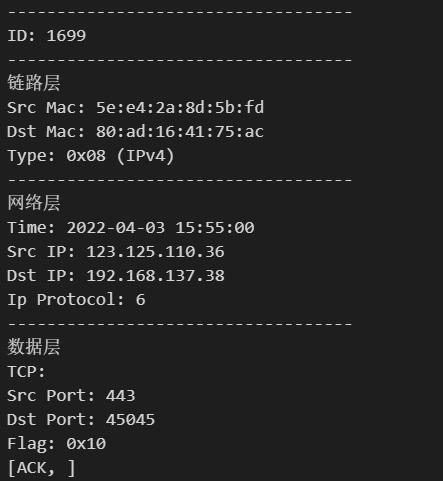 ------------------------------------
ID: 1699
------------------------------------
链路层
Src Mac: 5e:e4:2a:8d:5b:fd
Dst Mac: 80:ad:16:41:75:ac
Type: 0x08 (IPv4)
------------------------------------
网络层
Time: 2022-04-03 15:55:00
Src IP: 123.125.110.36
Dst IP: 192.168.137.38
Ip Protocol: 6
------------------------------------
数据层
TCP:
Src Port: 443
Dst Port: 45045
Flag: 0x10
[ACK, ]